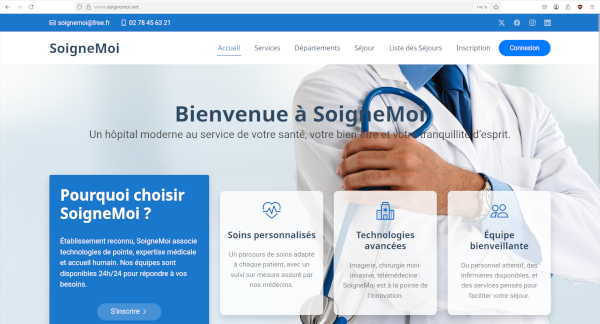 www.soignemoi.net
140 %
soignemoi@free.fr
02 78 45 63 21
SoigneMoi
Accueil
Services
Départements
Séjour
Liste des Séjours
Inscription
Connexion
Bienvenue à SoigneMoi
Un hôpital moderne au service de votre santé, votre bien être et votre tranquillité d'esprit.
Pourquoi choisir
SoigneMoi ?
Établissement reconnu, SoigneMoi associe
technologies de pointe, expertise médicale
et accueil humain. Nos équipes sont
disponibles 24h/24 pour répondre à vos
besoins.
S'inscrire
Soins personnalisés
Un parcours de soins adapté
à chaque patient, avec un
suivi sur mesure assuré par
nos médecins.
Technologies
avancées
Imagerie, chirurgie mini-
invasive, télémédecine :
SoigneMoi est à la pointe de
l'innovation.
Équipe
bienveillante
Du personnel attentif, des
infirmières disponibles, et
des services pensés pour
faciliter votre séjour.